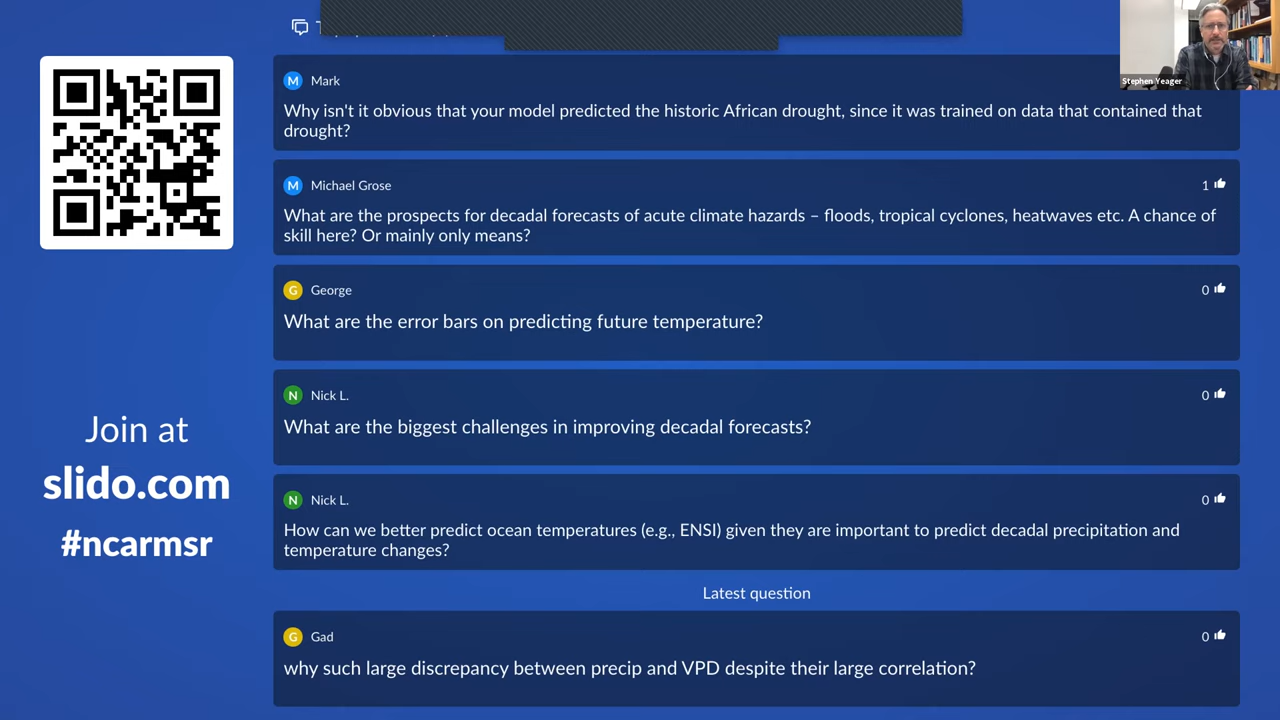 Stephen Yeager
M Mark
Why isn't it obvious that your model predicted the historic African drought, since it was trained on data that contained that
drought?
M Michael Grose 1
What are the prospects for decadal forecasts of acute climate hazards – floods, tropical cyclones, heatwaves etc. A chance of
skill here? Or mainly only means?
G George 0
What are the error bars on predicting future temperature?
N Nick L. 0
What are the biggest challenges in improving decadal forecasts?
N Nick L. 0
How can we better predict ocean temperatures (e.g., ENSI) given they are important to predict decadal precipitation and
temperature changes?
Latest question
G Gad 0
why such large discrepancy between precip and VPD despite their large correlation?
Join at
slido.com
#ncarmsr